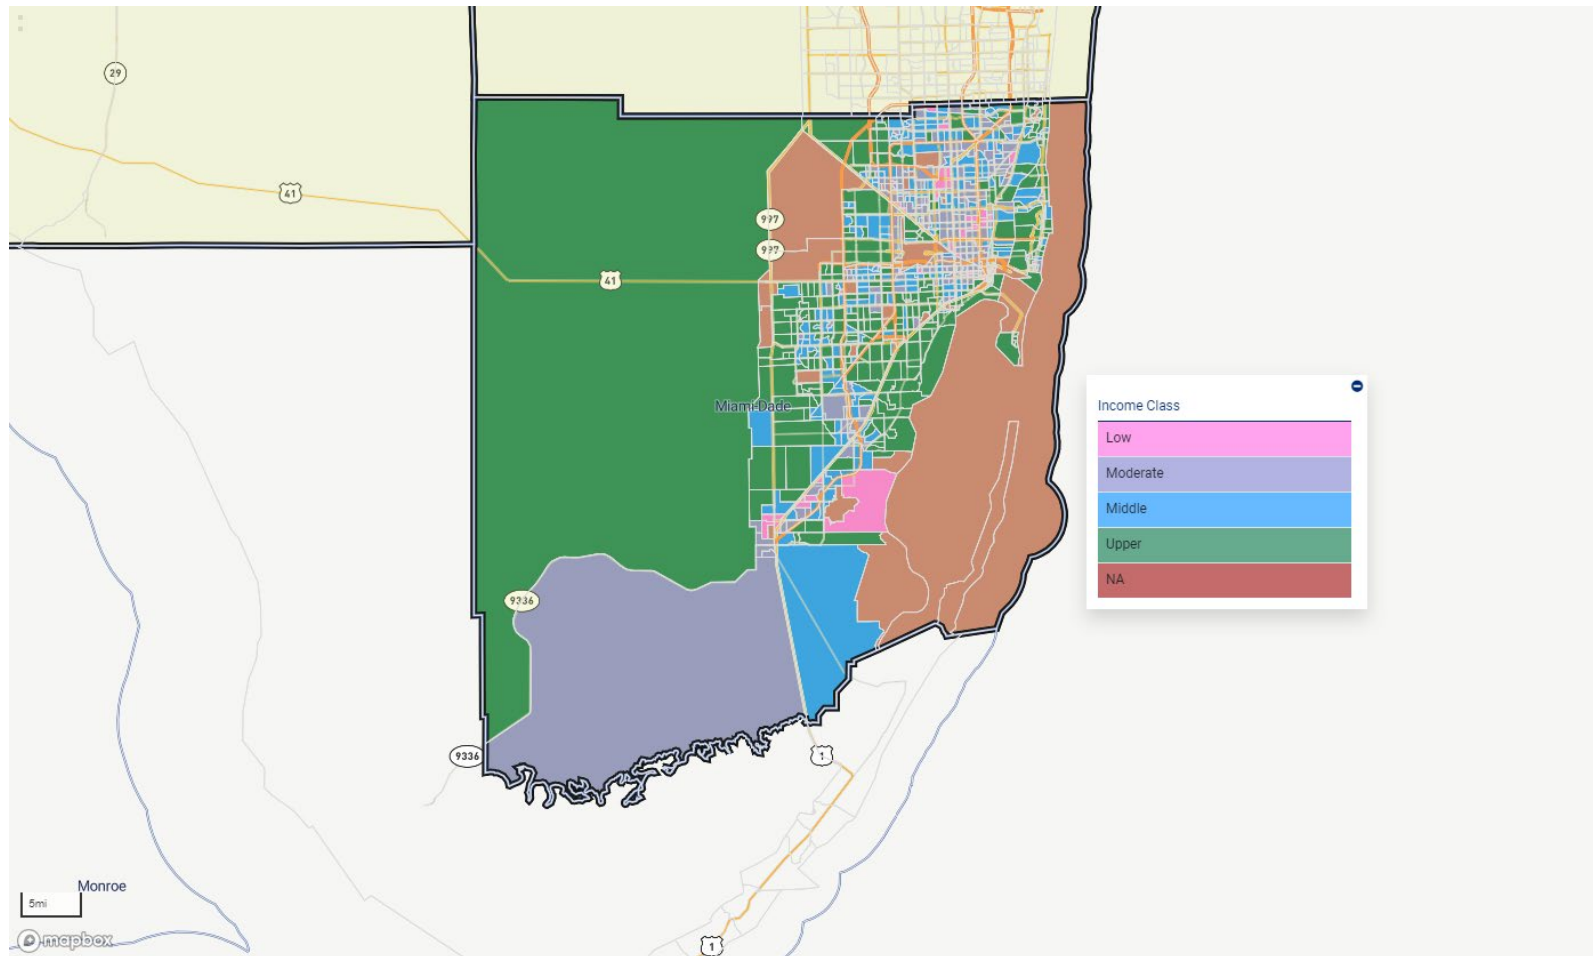 29
41
997
997
41
Miami-Dade
Income Class
Low
Moderate
Middle
Upper
NA
9336
9336
1
Monroe
5mi
mapbox
1